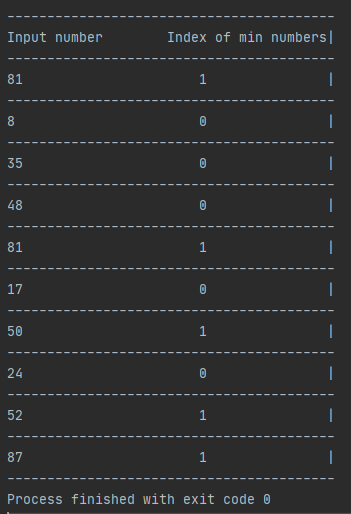 -----------------------------------------
Input number        Index of min numbers|
-----------------------------------------
81                      1               |
-----------------------------------------
8                       0               |
-----------------------------------------
35                      0               |
-----------------------------------------
48                      0               |
-----------------------------------------
81                      1               |
-----------------------------------------
17                      0               |
-----------------------------------------
50                      1               |
-----------------------------------------
24                      0               |
-----------------------------------------
52                      1               |
-----------------------------------------
87                      1               |
-----------------------------------------
Process finished with exit code 0